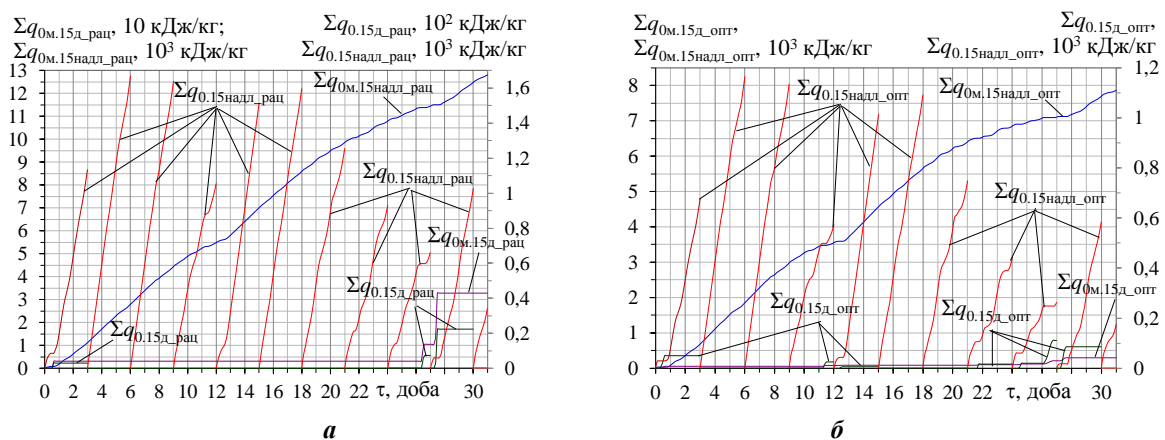 Σq0м.15д_рац, 10 кДж/кг; Σq0.15д_рац, 10² кДж/кг
Σq0м.15надл_рац, 10³ кДж/кг Σq0.15надл_рац, 10³ кДж/кг
13
12
11
10
9
8
7
6
5
4
3
2
1
0
1,6
1,4
1,2
1
0,8
0,6
0,4
0,2
0
Σq0.15надл_рац
Σq0м.15надл_рац
Σq0.15надл_рац
Σq0м.15д_рац
Σq0.15д_рац
Σq0.15д_рац
0 2 4 6 8 10 12 14 16 18 20 22 τ, доба 30
а
Σq0м.15д_опт, Σq0.15д_опт,
Σq0м.15надл_опт, 10³ кДж/кг Σq0.15надл_опт, 10³ кДж/кг
8
7
6
5
4
3
2
1
0
1,2
1
0,8
0,6
0,4
0,2
0
Σq0.15надл_опт
Σq0м.15надл_опт
Σq0.15надл_опт
Σq0м.15д_опт
Σq0.15д_опт
Σq0.15д_опт
0 2 4 6 8 10 12 14 16 18 20 22 τ, доба 30
б